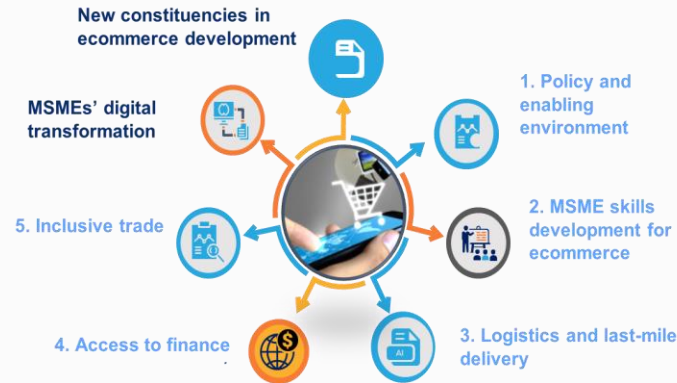 New constituencies in
ecommerce development
1. Policy and
enabling
environment
MSMEs' digital
transformation
2. MSME skills
development for
ecommerce
5. Inclusive trade
3. Logistics and last-mile
delivery
4. Access to finance
.
AI
$